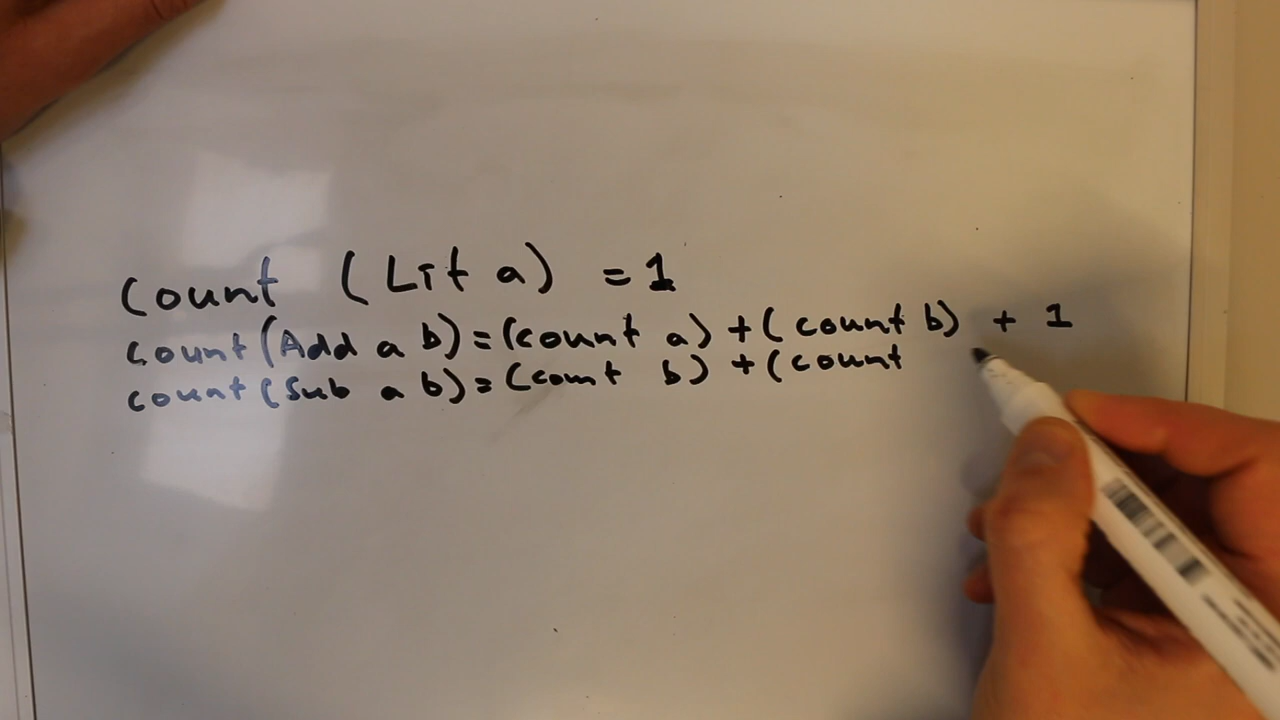 count (Lit a) = 1
count (Add a b) = (count a) + (count b) + 1
count (Sub a b) = (count b) + (count